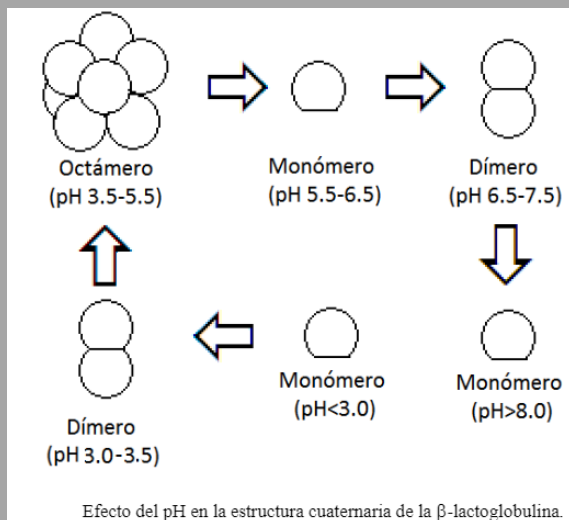 Octámero
(pH 3.5-5.5)
Monómero
(pH 5.5-6.5)
Dímero
(pH 6.5-7.5)
Monómero
(pH>8.0)
Monómero
(pH<3.0)
Dímero
(pH 3.0-3.5)
Efecto del pH en la estructura cuaternaria de la β-lactoglobulina.